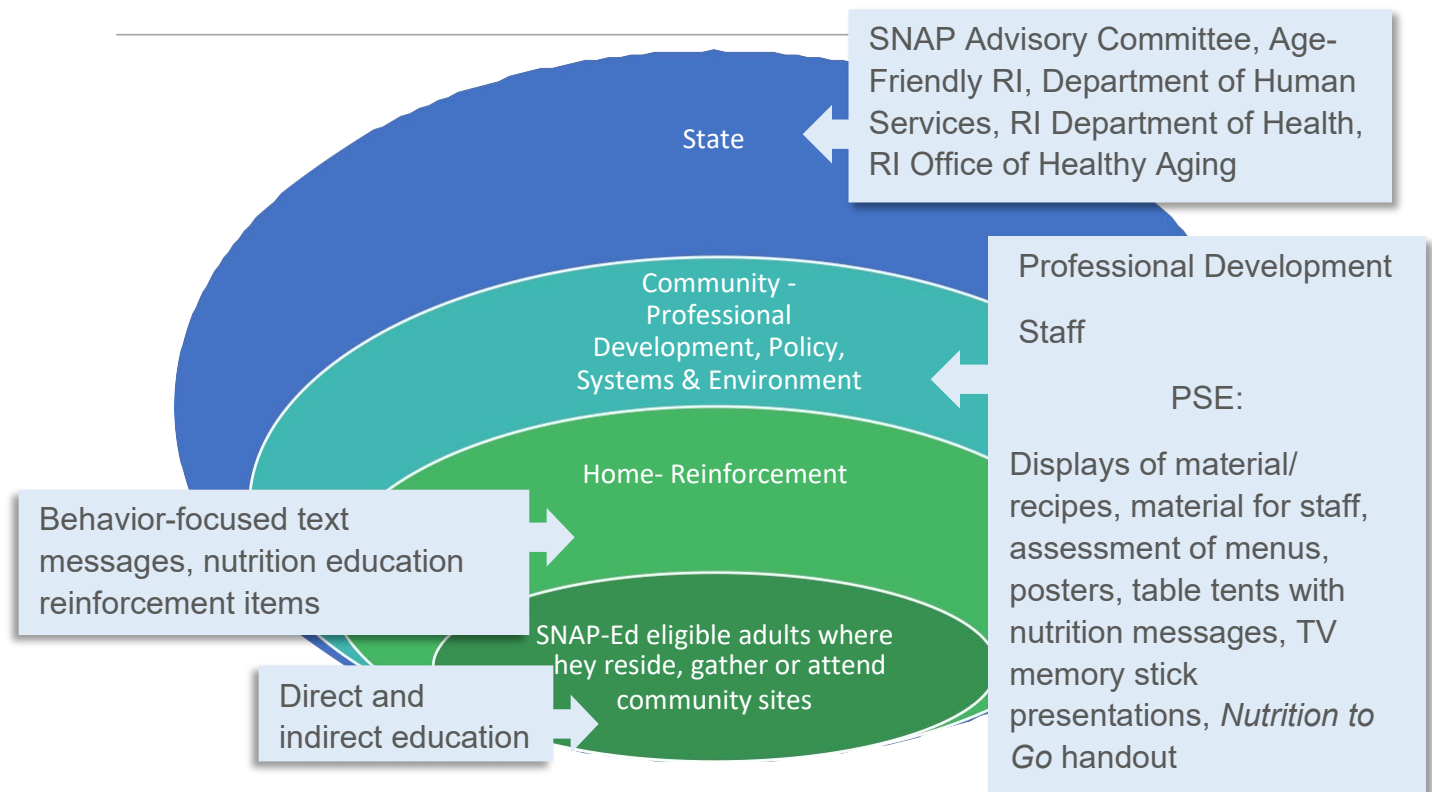 SNAP Advisory Committee, Age-
Friendly RI, Department of Human
Services, RI Department of Health,
RI Office of Healthy Aging
State
Community -
Professional
Development, Policy,
Systems & Environment
Professional Development
Staff
PSE:
Displays of material/
recipes, material for staff,
assessment of menus,
posters, table tents with
nutrition messages, TV
memory stick
presentations, Nutrition to
Go handout
Home- Reinforcement
Behavior-focused text
messages, nutrition education
reinforcement items
SNAP-Ed eligible adults where
hey reside, gather or attend
community sites
Direct and
indirect education